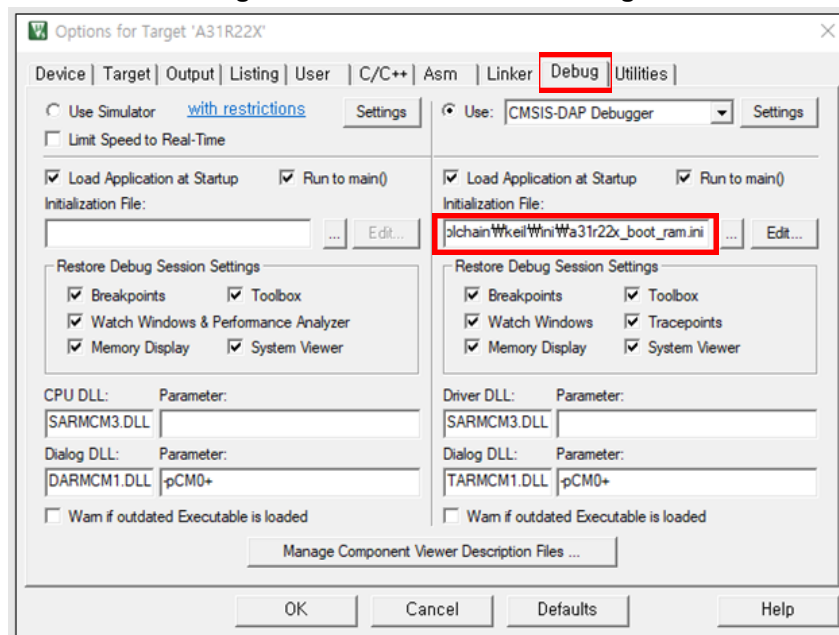 Options for Target 'A31R22X'
Device Target Output Listing User C/C++ Asm Linker Debug Utilities
Use Simulator with restrictions Settings
Limit Speed to Real-Time
Use: CMSIS-DAP Debugger Settings
Load Application at Startup Run to main()
Initialization File:
... Edit...
Load Application at Startup Run to main()
Initialization File:
olchain₩keil₩ini₩a31r22x_boot_ram.ini ... Edit...
Restore Debug Session Settings
Breakpoints Toolbox
Watch Windows & Performance Analyzer
Memory Display System Viewer
Restore Debug Session Settings
Breakpoints Toolbox
Watch Windows Tracepoints
Memory Display System Viewer
CPU DLL: Parameter:
SARMCM3.DLL
Dialog DLL: Parameter:
DARMCM1.DLL -pCM0+
Warn if outdated Executable is loaded
Driver DLL: Parameter:
SARMCM3.DLL
Dialog DLL: Parameter:
TARMCM1.DLL -pCM0+
Warn if outdated Executable is loaded
Manage Component Viewer Description Files ...
OK Cancel Defaults Help